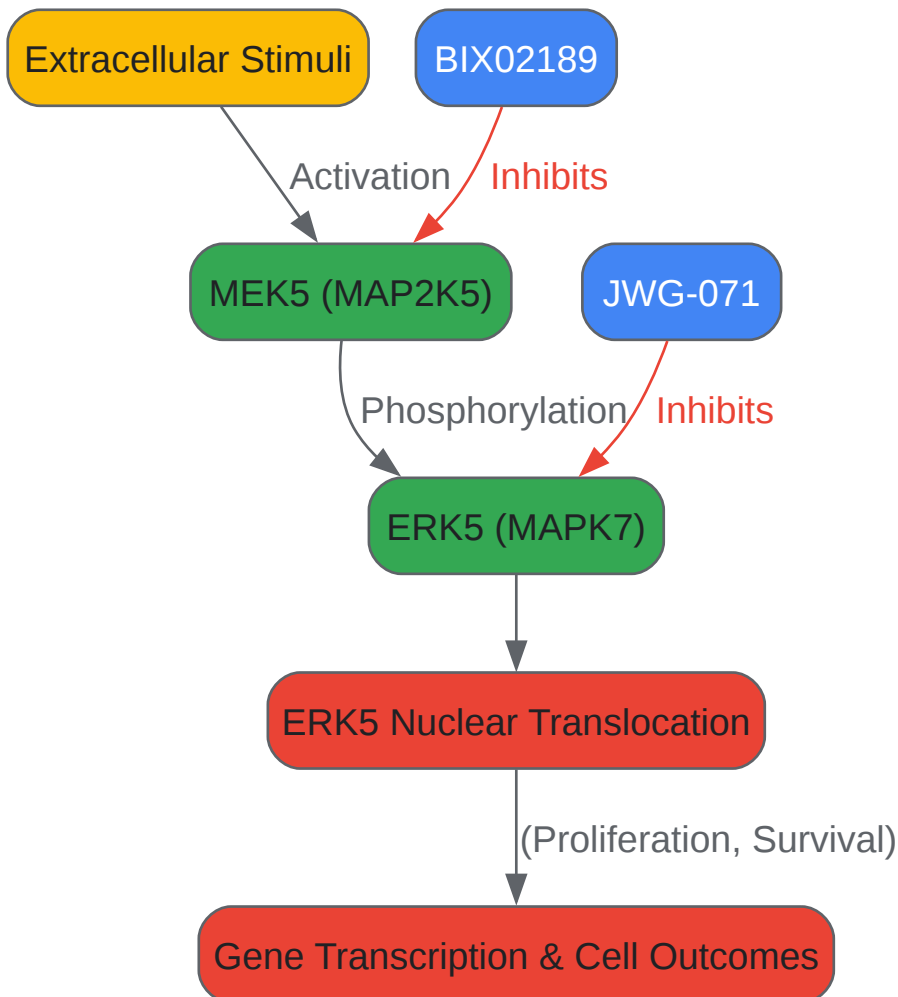 Extracellular Stimuli
BIX02189
Activation
Inhibits
MEK5 (MAP2K5)
JWG-071
Phosphorylation
Inhibits
ERK5 (MAPK7)
ERK5 Nuclear Translocation
(Proliferation, Survival)
Gene Transcription & Cell Outcomes